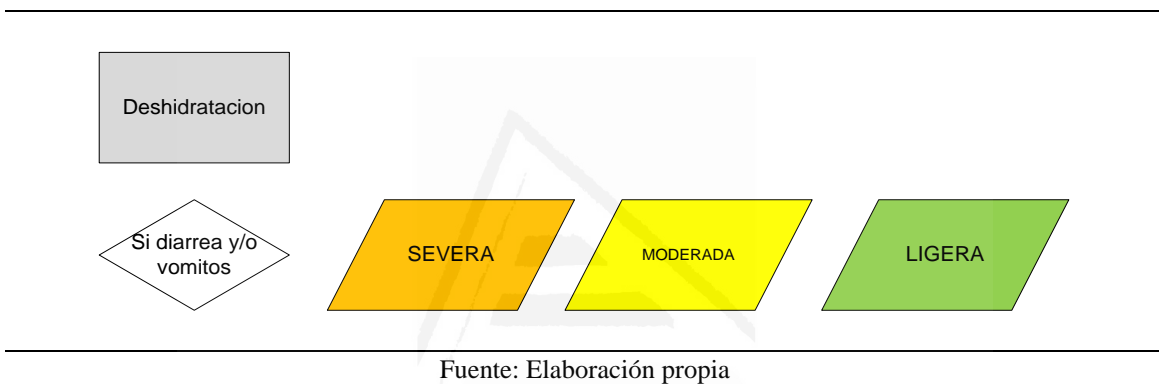 Deshidratacion
Si diarrea y/o
vomitos
SEVERA
MODERADA
LIGERA
Fuente: Elaboración propia